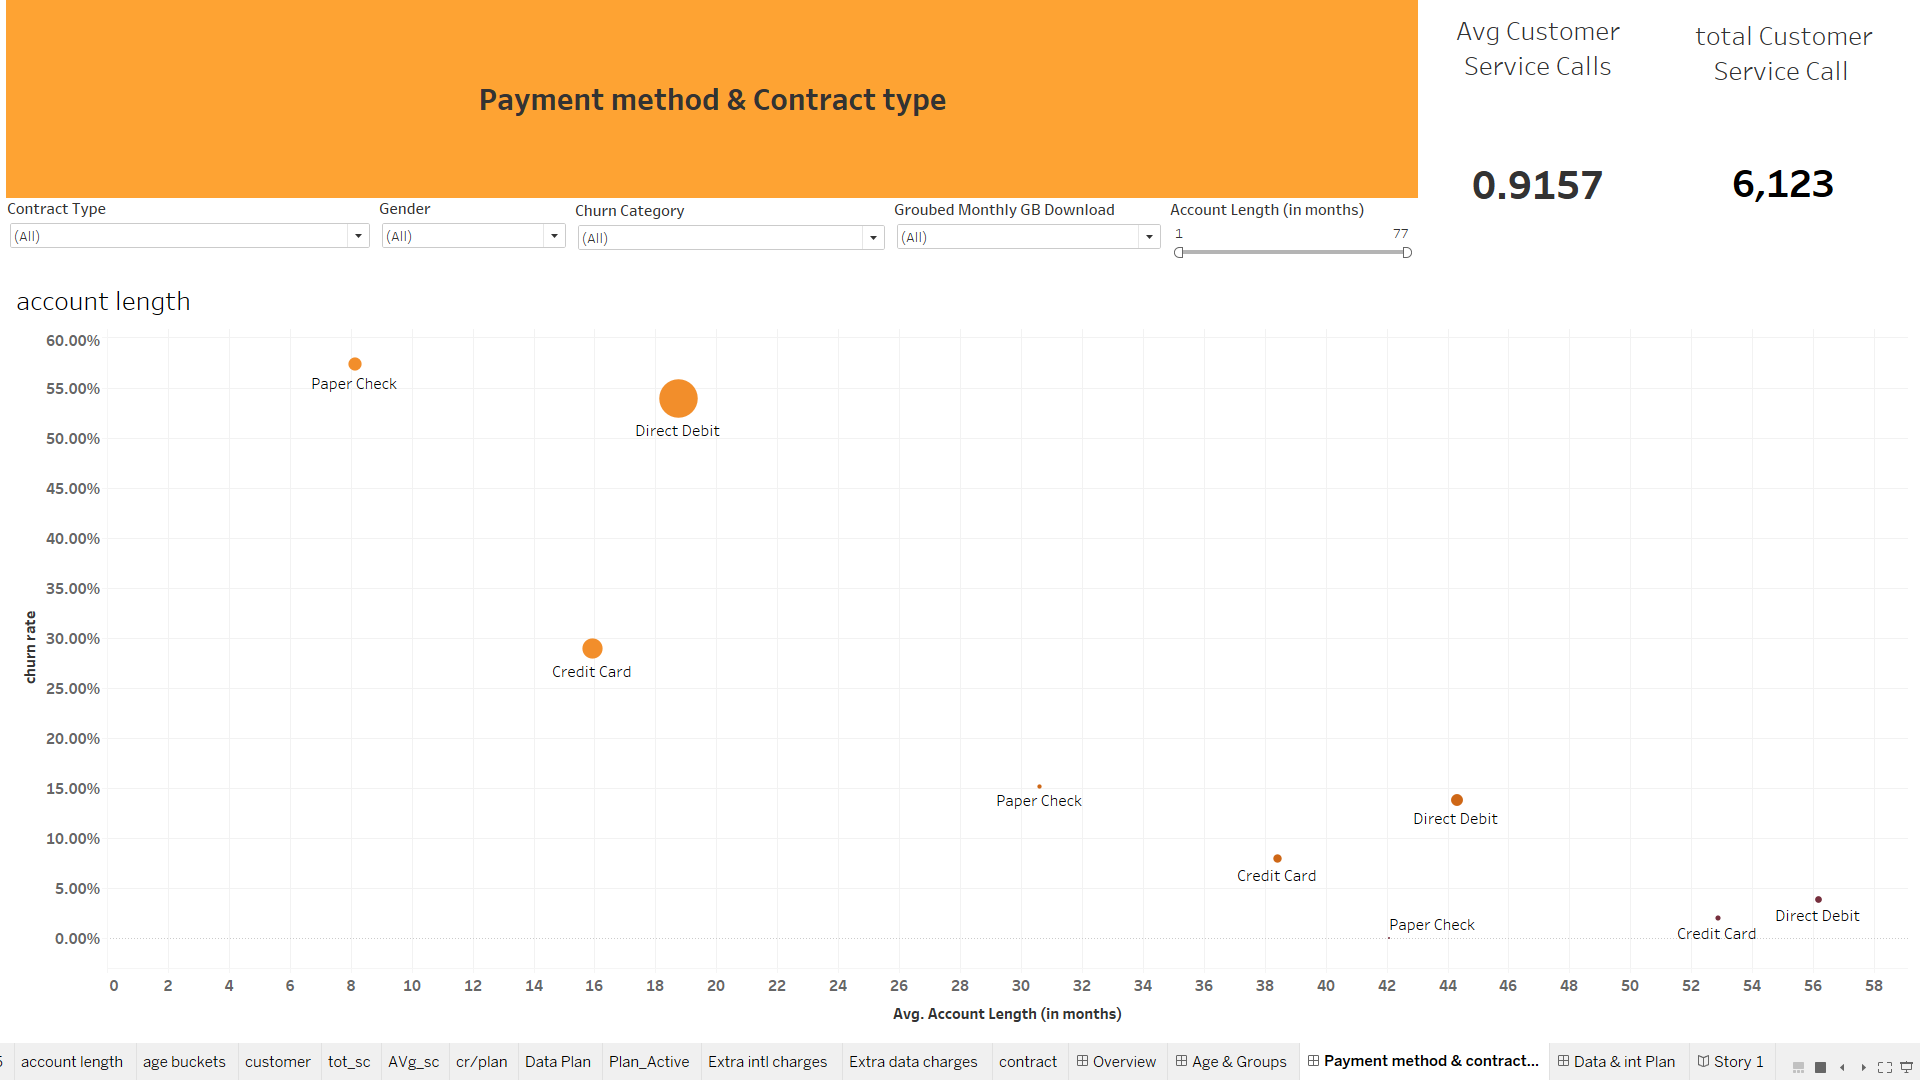 Payment method & Contract type
Avg Customer
Service Calls
0.9157
total Customer
Service Call
6,123
Contract Type
(All)
Gender
(All)
Churn Category
(All)
Groubed Monthly GB Download
(All)
Account Length (in months)
1 77
account length
churn rate
60.00%
55.00%
50.00%
45.00%
40.00%
35.00%
30.00%
25.00%
20.00%
15.00%
10.00%
5.00%
0.00%
Paper Check
Direct Debit
Credit Card
Paper Check
Direct Debit
Credit Card
Paper Check
Direct Debit
Credit Card
0 2 4 6 8 10 12 14 16 18 20 22 24 26 28 30 32 34 36 38 40 42 44 46 48 50 52 54 56 58
Avg. Account Length (in months)
account length age buckets customer tot_sc AVg_sc cr/plan Data Plan Plan_Active Extra intl charges Extra data charges contract Overview Age & Groups Payment method & contract... Data & int Plan Story 1